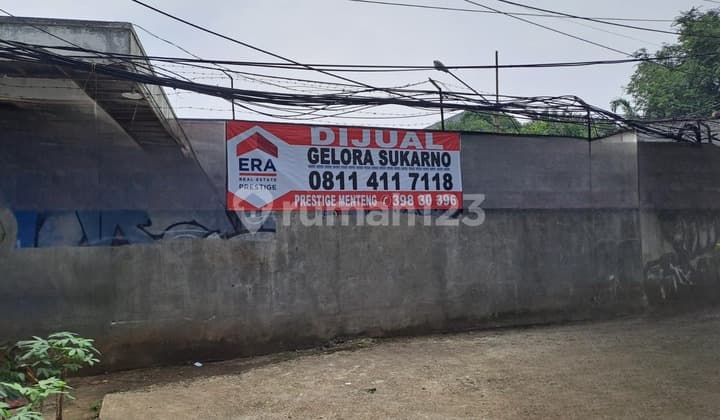 DIJUAL
ERA
REAL ESTATE
PRESTIGE
GELORA SUKARNO
0811 411 7118
PRESTIGE MENTENG ✆ 398 30 396
rumah123